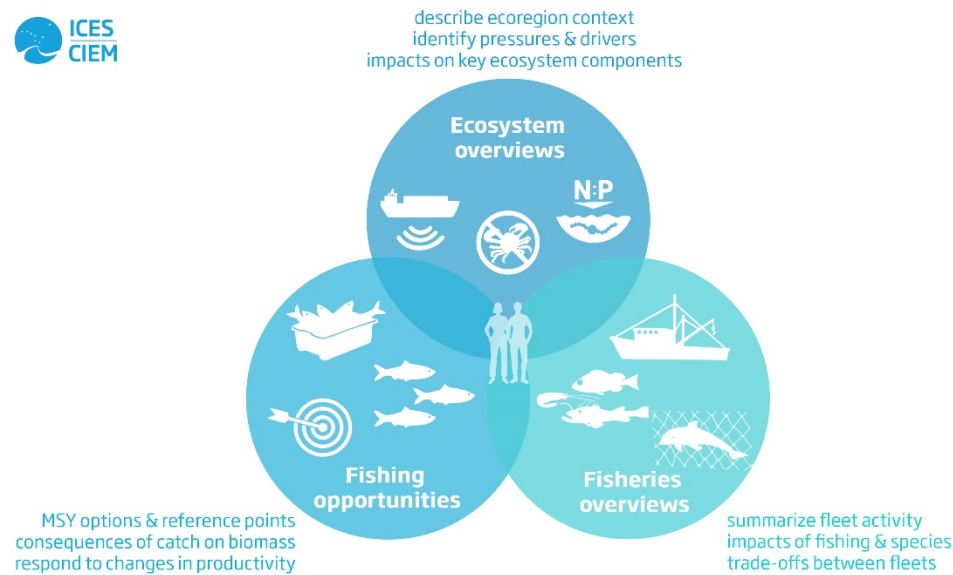 ICES
CIEM
describe ecoregion context
identify pressures & drivers
impacts on key ecosystem components
Ecosystem
overviews
N:P
Fishing
opportunities
Fisheries
overviews
MSY options & reference points
consequences of catch on biomass
respond to changes in productivity
summarize fleet activity
impacts of fishing & species
trade-offs between fleets